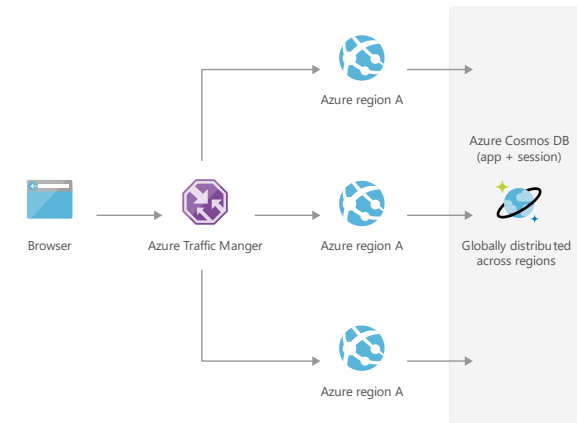 Azure region A
Azure Cosmos DB
(app + session)
Browser
Azure Traffic Manger
Azure region A
Globally distributed
across regions
Azure region A